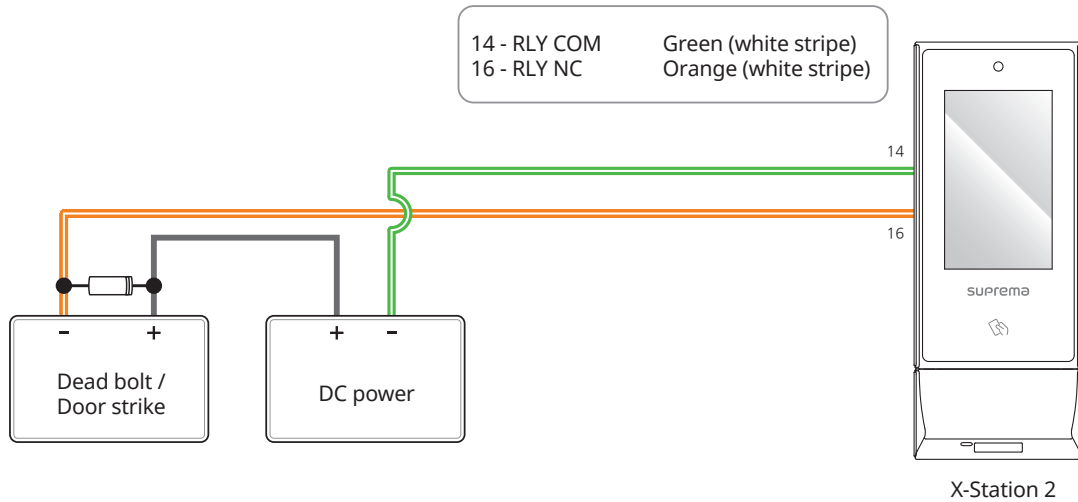 14 - RLY COM Green (white stripe)
16 - RLY NC Orange (white stripe)
14
16
suprema
- +
Dead bolt /
Door strike
+ -
DC power
X-Station 2